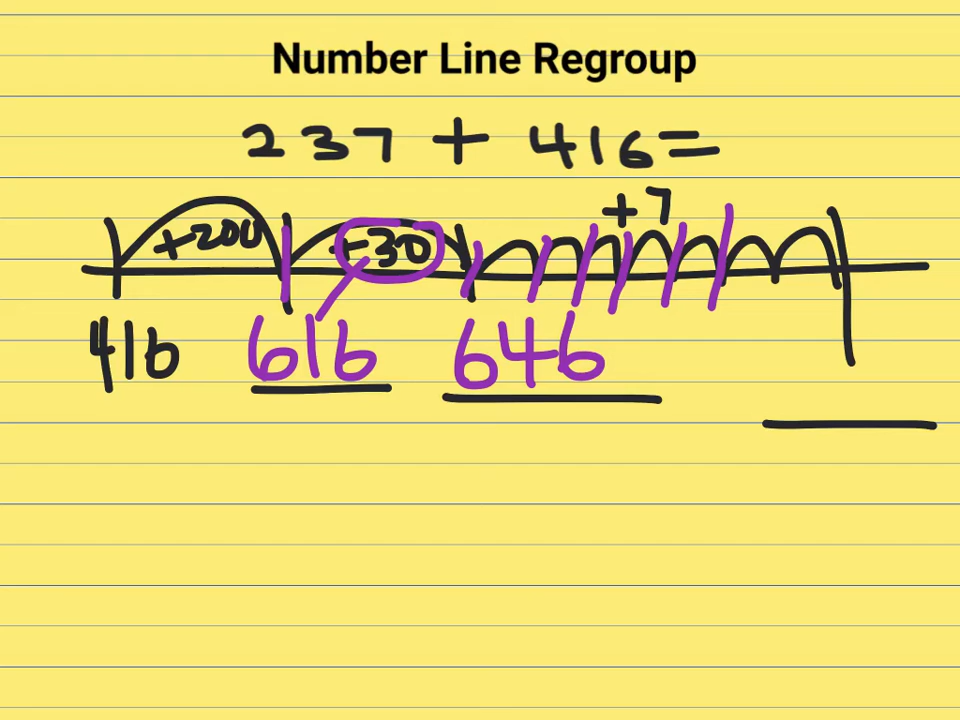 Number Line Regroup
237 + 416=
+7
+200 +30
416 616 646